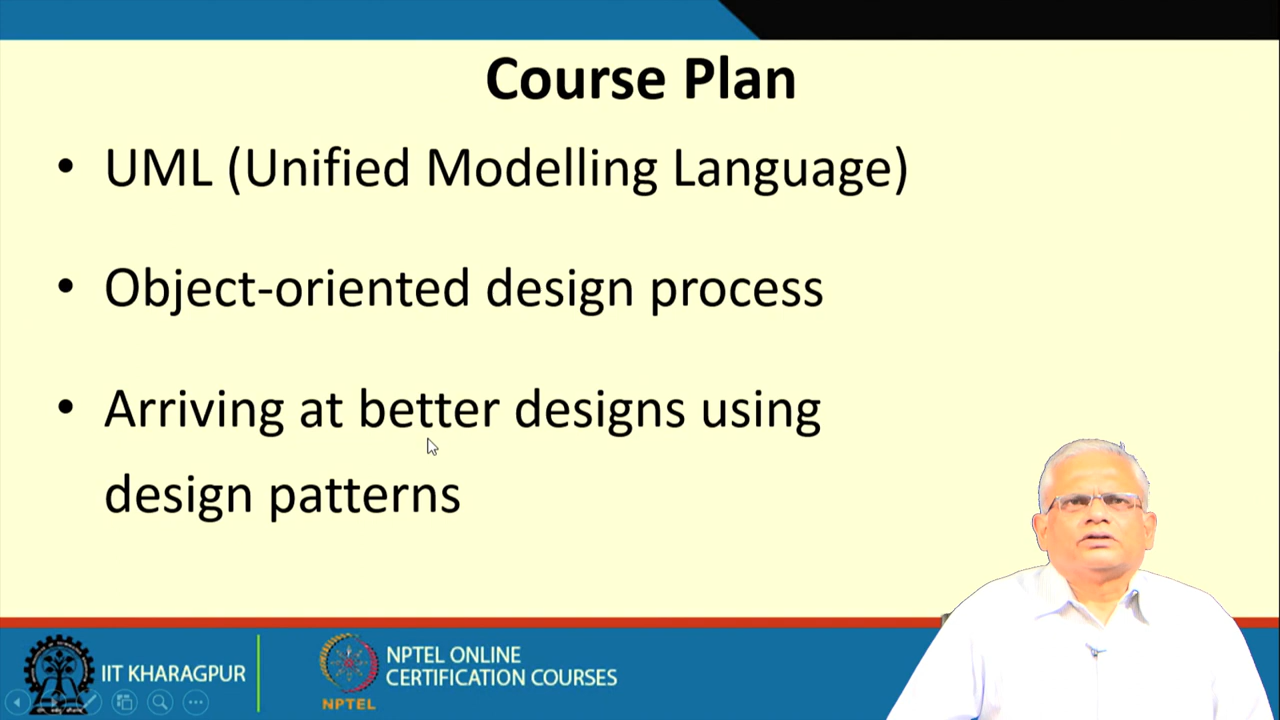 Course Plan
• UML (Unified Modelling Language)
• Object-oriented design process
• Arriving at better designs using
design patterns
IIT KHARAGPUR
NPTEL ONLINE
CERTIFICATION COURSES
NPTEL